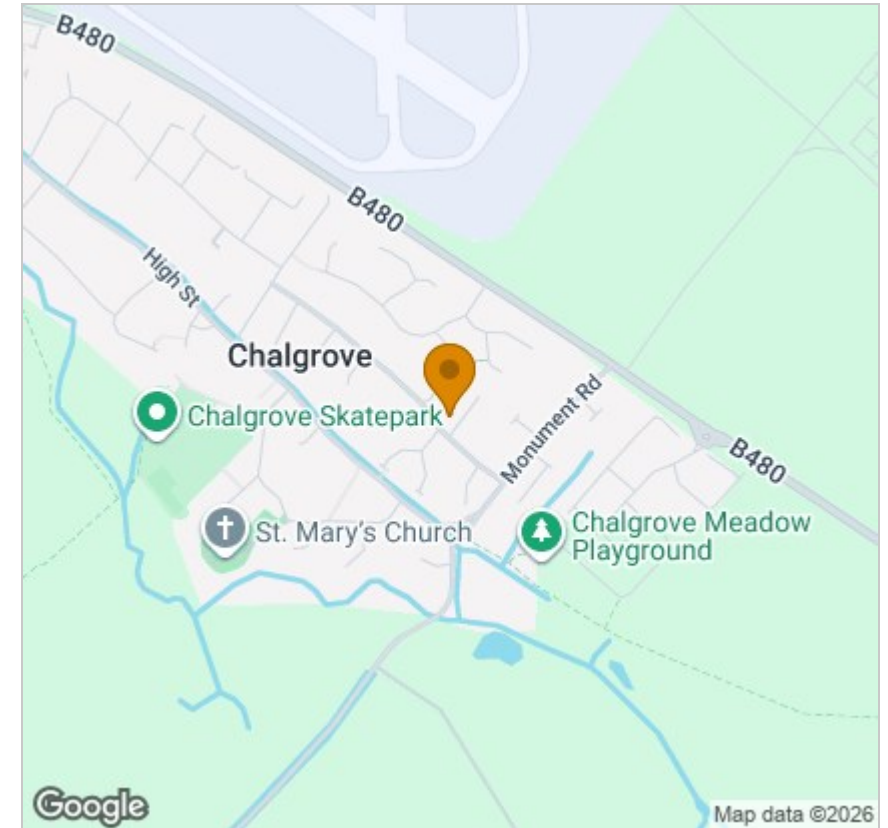 B480
B480
High St
Chalgrove
Chalgrove Skatepark
Monument Rd
B480
St. Mary's Church
Chalgrove Meadow
Playground
Google
Map data ©2026